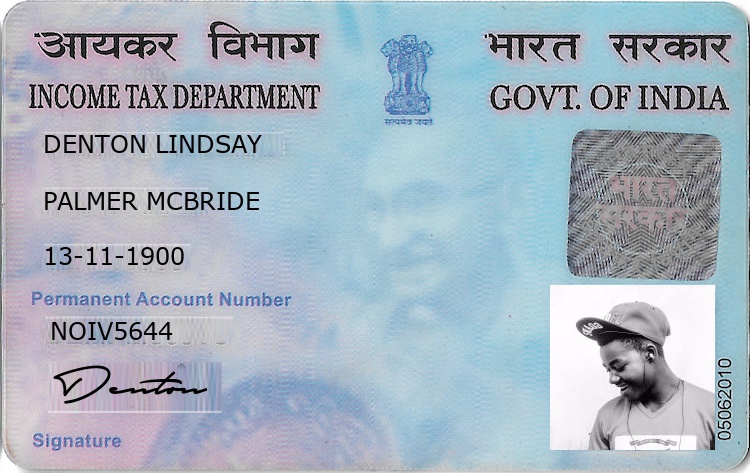 आयकर विभाग
INCOME TAX DEPARTMENT
सत्यमेव जयते
भारत सरकार
GOVT. OF INDIA
DENTON LINDSAY
PALMER MCBRIDE
13-11-1900
भारत
सरकार
Permanent Account Number
NOIV5644
Denton
Signature
05062010